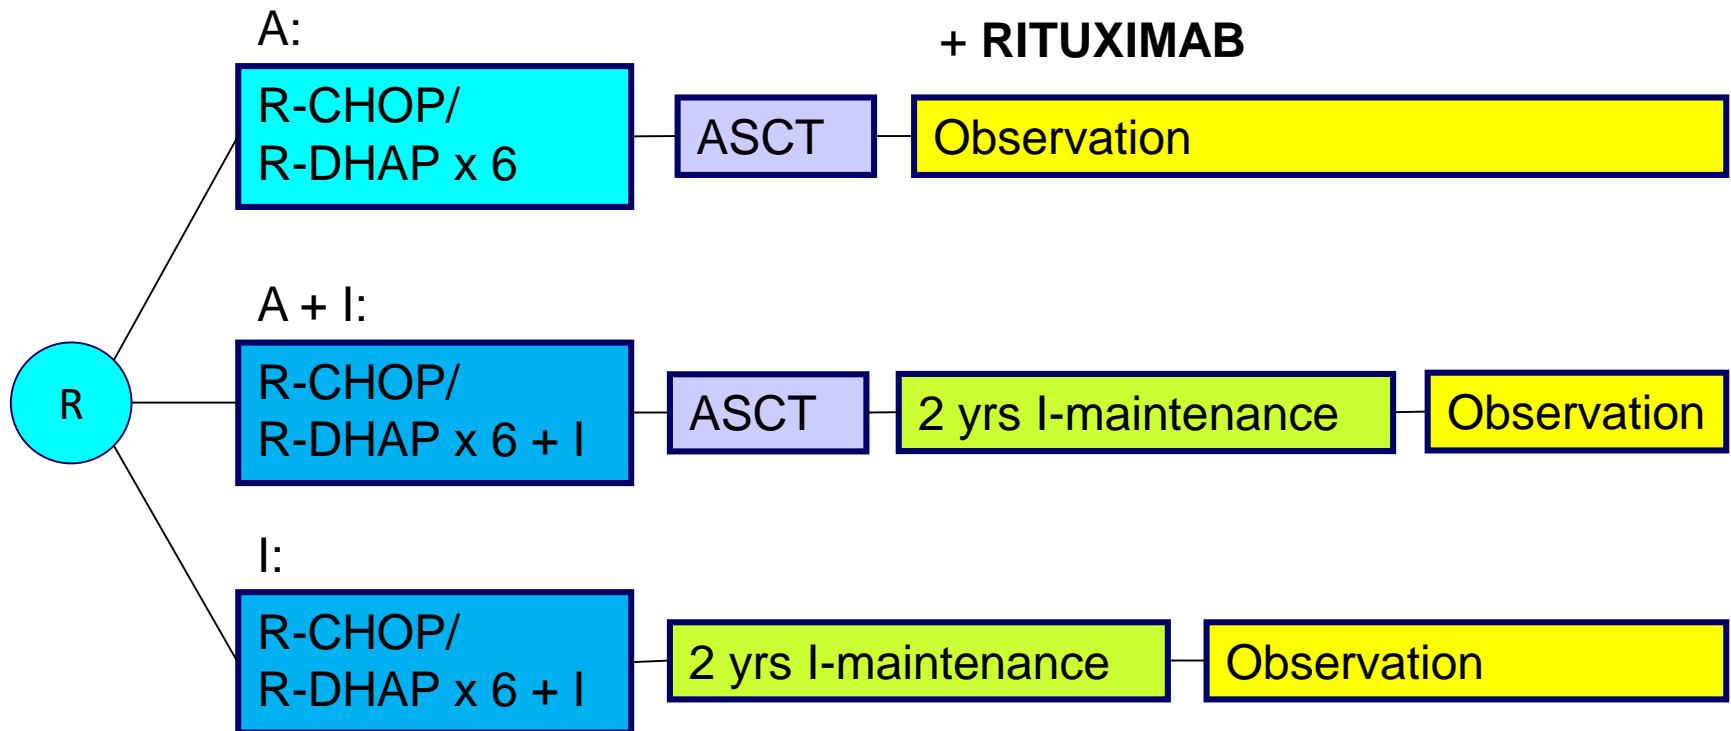 A:
+ RITUXIMAB
R-CHOP/
R-DHAP x 6
ASCT
Observation
A + I:
R
R-CHOP/
R-DHAP x 6 + I
ASCT
2 yrs I-maintenance
Observation
I:
R-CHOP/
R-DHAP x 6 + I
2 yrs I-maintenance
Observation